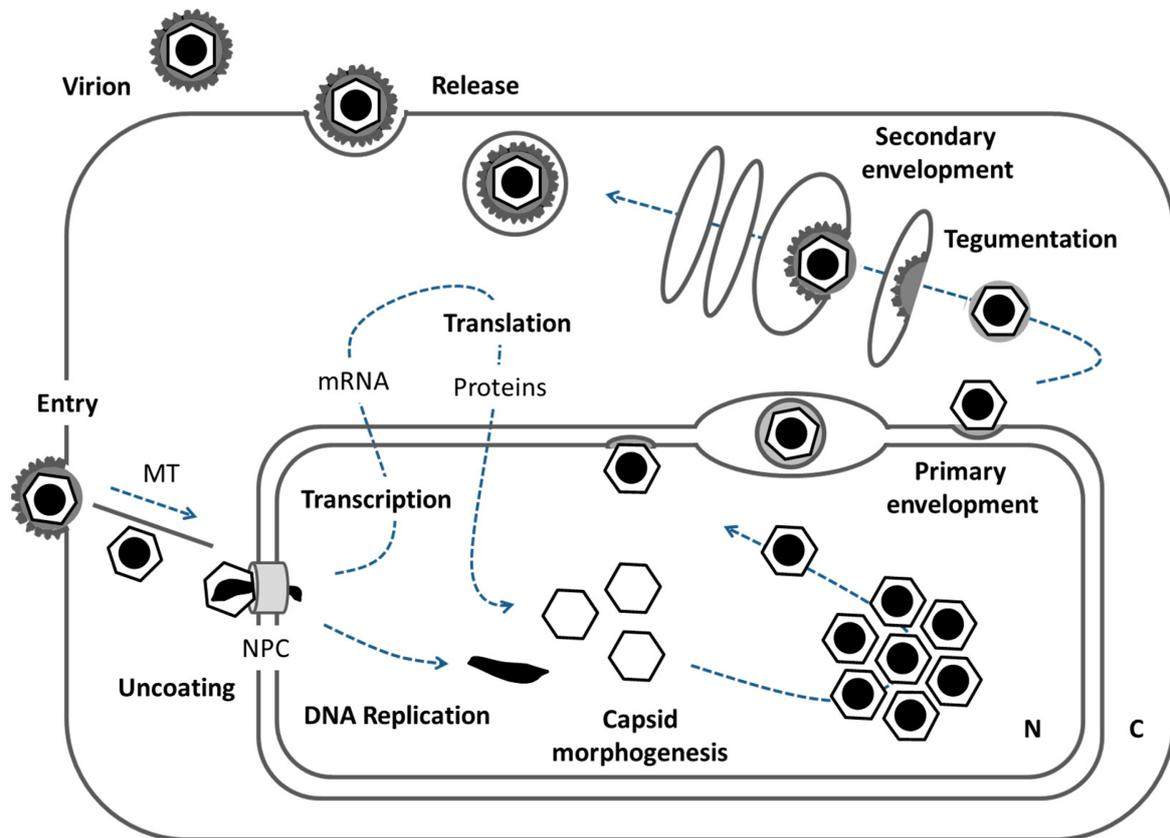 Virion
Release
Secondary
envelopment
Tegumentation
Translation
mRNA
Proteins
Entry
MT
Transcription
Primary
envelopment
NPC
Uncoating
DNA Replication
Capsid
morphogenesis
N
C